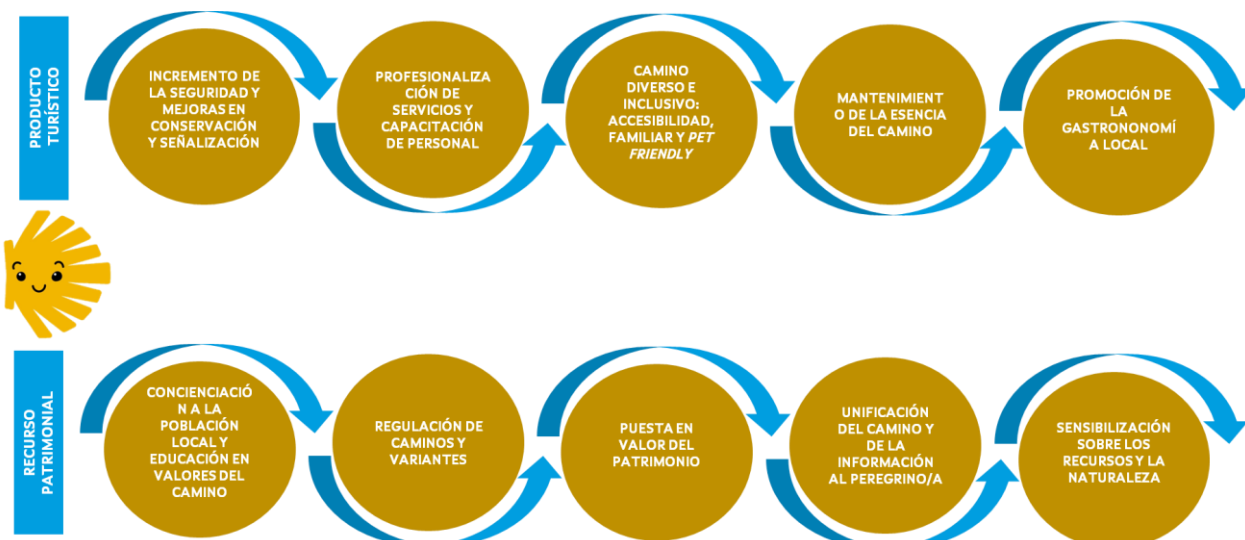 PRODUCTO
TURÍSTICO
INCREMENTO DE
LA SEGURIDAD Y
MEJORAS EN
CONSERVACIÓN
Y SEÑALIZACIÓN
PROFESIONALIZA
CIÓN DE
SERVICIOS Y
CAPACITACIÓN
DE PERSONAL
CAMINO
DIVERSO E
INCLUSIVO:
ACCESIBILIDAD,
FAMILIAR Y PET
FRIENDLY
MANTENIMIENT
O DE LA ESENCIA
DEL CAMINO
PROMOCIÓN DE
LA
GASTRONONOMÍ
A LOCAL
RECURSO
PATRIMONIAL
CONCIENCIACIÓ
N A LA
POBLACIÓN
LOCAL Y
EDUCACIÓN EN
VALORES DEL
CAMINO
REGULACIÓN DE
CAMINOS Y
VARIANTES
PUESTA EN
VALOR DEL
PATRIMONIO
UNIFICACIÓN
DEL CAMINO Y
DE LA
INFORMACIÓN
AL PEREGRINO/A
SENSIBILIZACIÓN
SOBRE LOS
RECURSOS Y LA
NATURALEZA